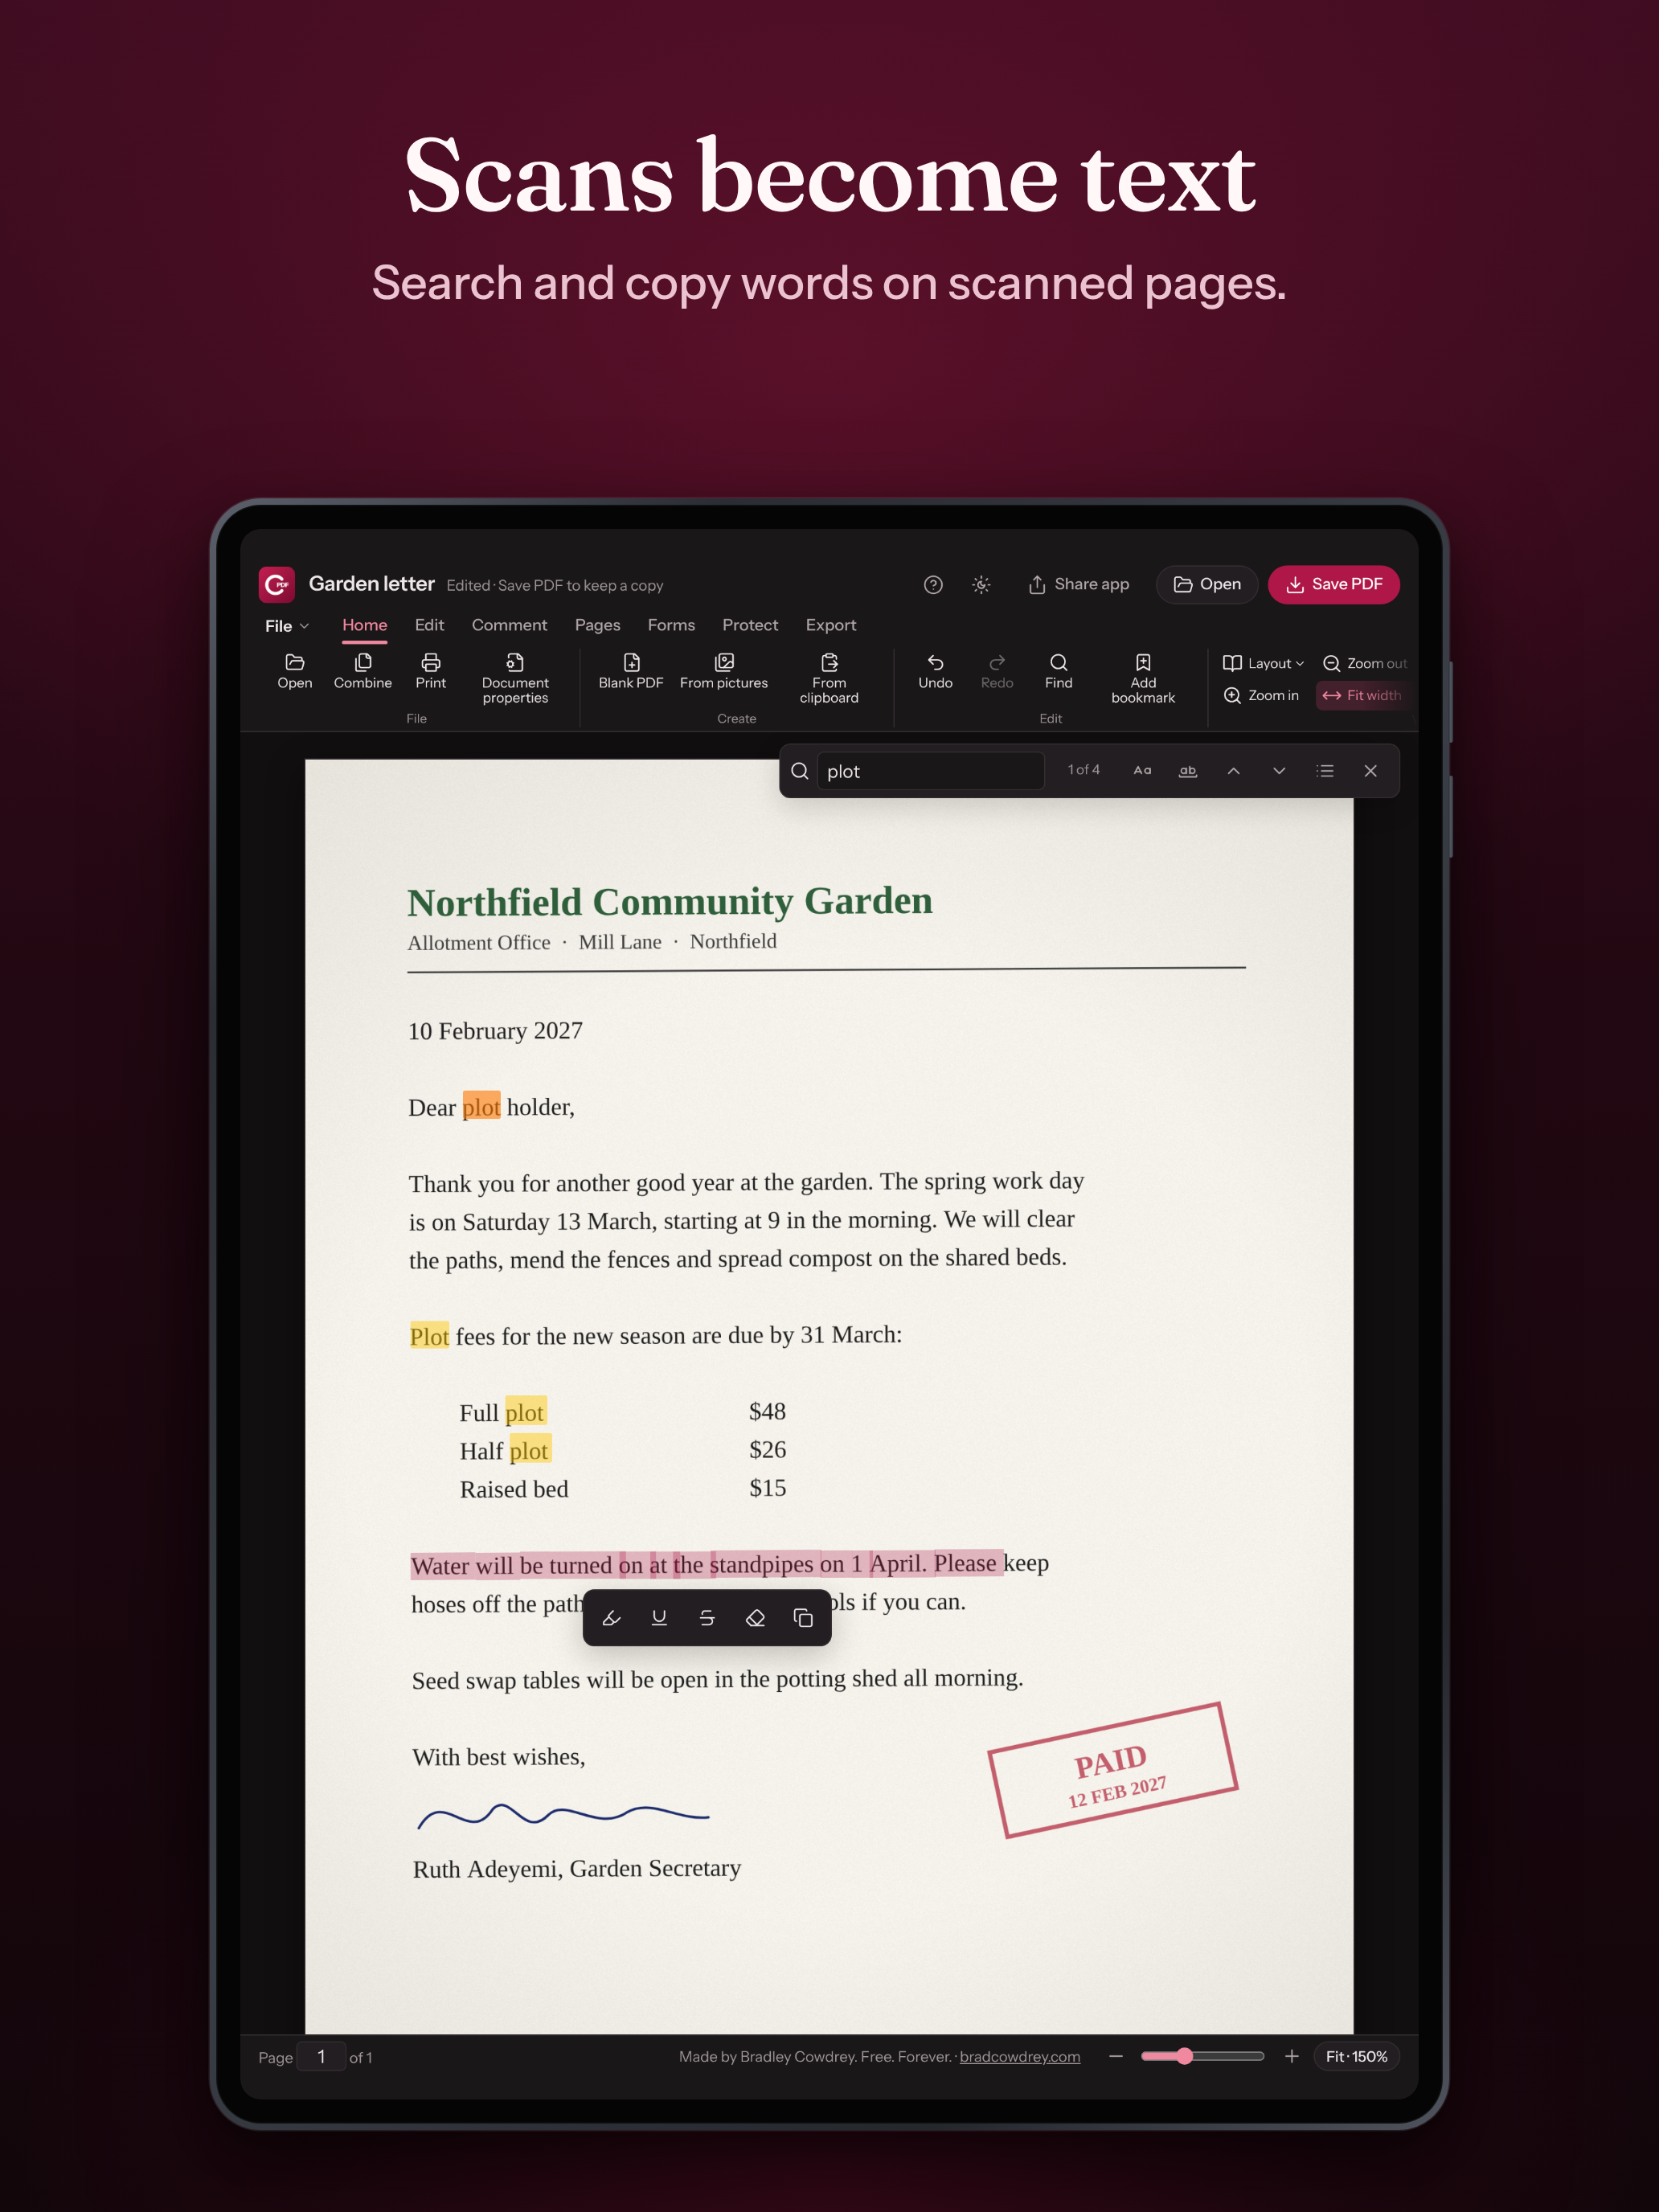 Scans become text
Search and copy words on scanned pages.
PDF
Garden letter Edited · Save PDF to keep a copy
Share app Open Save PDF
File Home Edit Comment Pages Forms Protect Export
Open Combine Print Document properties
File
Blank PDF From pictures From clipboard
Create
Undo Redo Find Add bookmark
Edit
Layout Zoom out
Zoom in Fit width
plot 1 of 4 Aa ab
Northfield Community Garden
Allotment Office · Mill Lane · Northfield
10 February 2027
Dear plot holder,
Thank you for another good year at the garden. The spring work day
is on Saturday 13 March, starting at 9 in the morning. We will clear
the paths, mend the fences and spread compost on the shared beds.
Plot fees for the new season are due by 31 March:
Full plot $48
Half plot $26
Raised bed $15
Water will be turned on at the standpipes on 1 April. Please keep
hoses off the path ols if you can.
Seed swap tables will be open in the potting shed all morning.
With best wishes,
PAID
12 FEB 2027
Ruth Adeyemi, Garden Secretary
Page 1 of 1
Made by Bradley Cowdrey. Free. Forever. · bradcowdrey.com
Fit · 150%